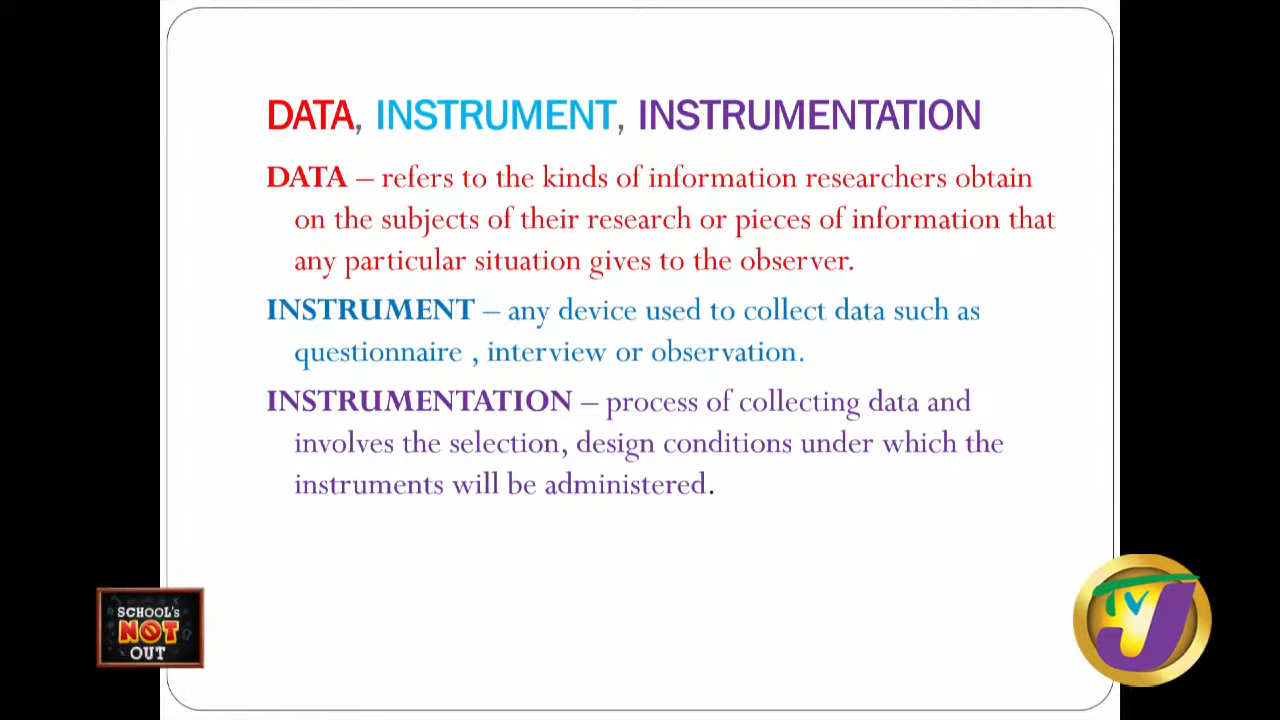 DATA, INSTRUMENT, INSTRUMENTATION
DATA – refers to the kinds of information researchers obtain
on the subjects of their research or pieces of information that
any particular situation gives to the observer.
INSTRUMENT – any device used to collect data such as
questionnaire , interview or observation.
INSTRUMENTATION – process of collecting data and
involves the selection, design conditions under which the
instruments will be administered.
SCHOOL'S
NOT
OUT
TVJ